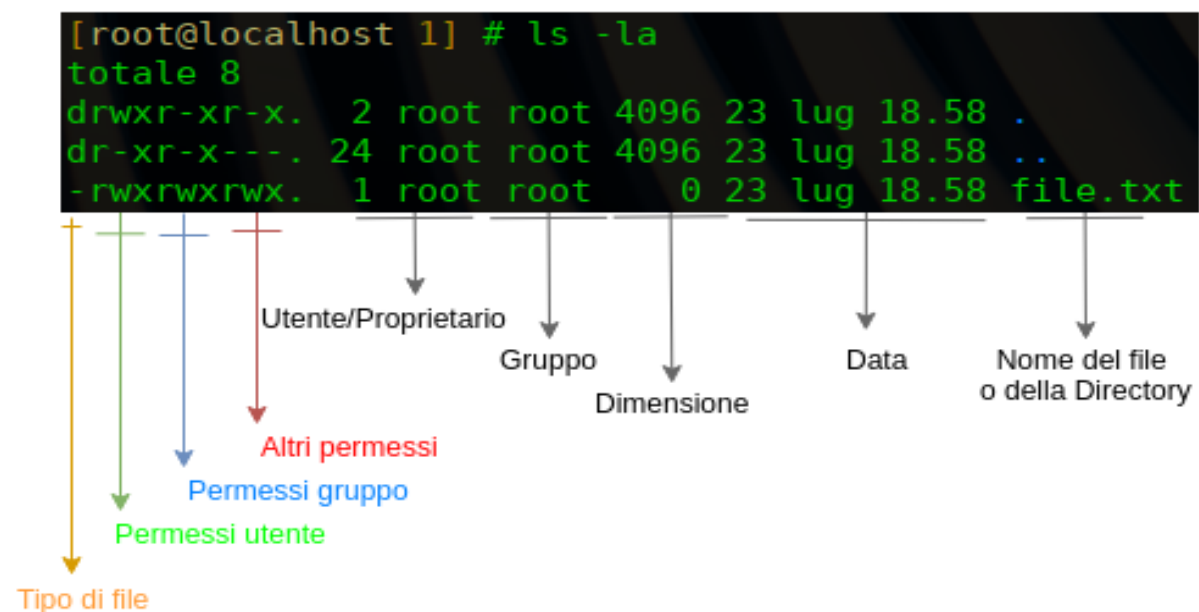 [root@localhost 1] # ls -la
totale 8
drwxr-xr-x. 2 root root 4096 23 lug 18.58 .
dr-xr-x---. 24 root root 4096 23 lug 18.58 ..
-rwxrwxrwx. 1 root root 0 23 lug 18.58 file.txt
Utente/Proprietario
Gruppo
Dimensione
Data
Nome del file
o della Directory
Altri permessi
Permessi gruppo
Permessi utente
Tipo di file